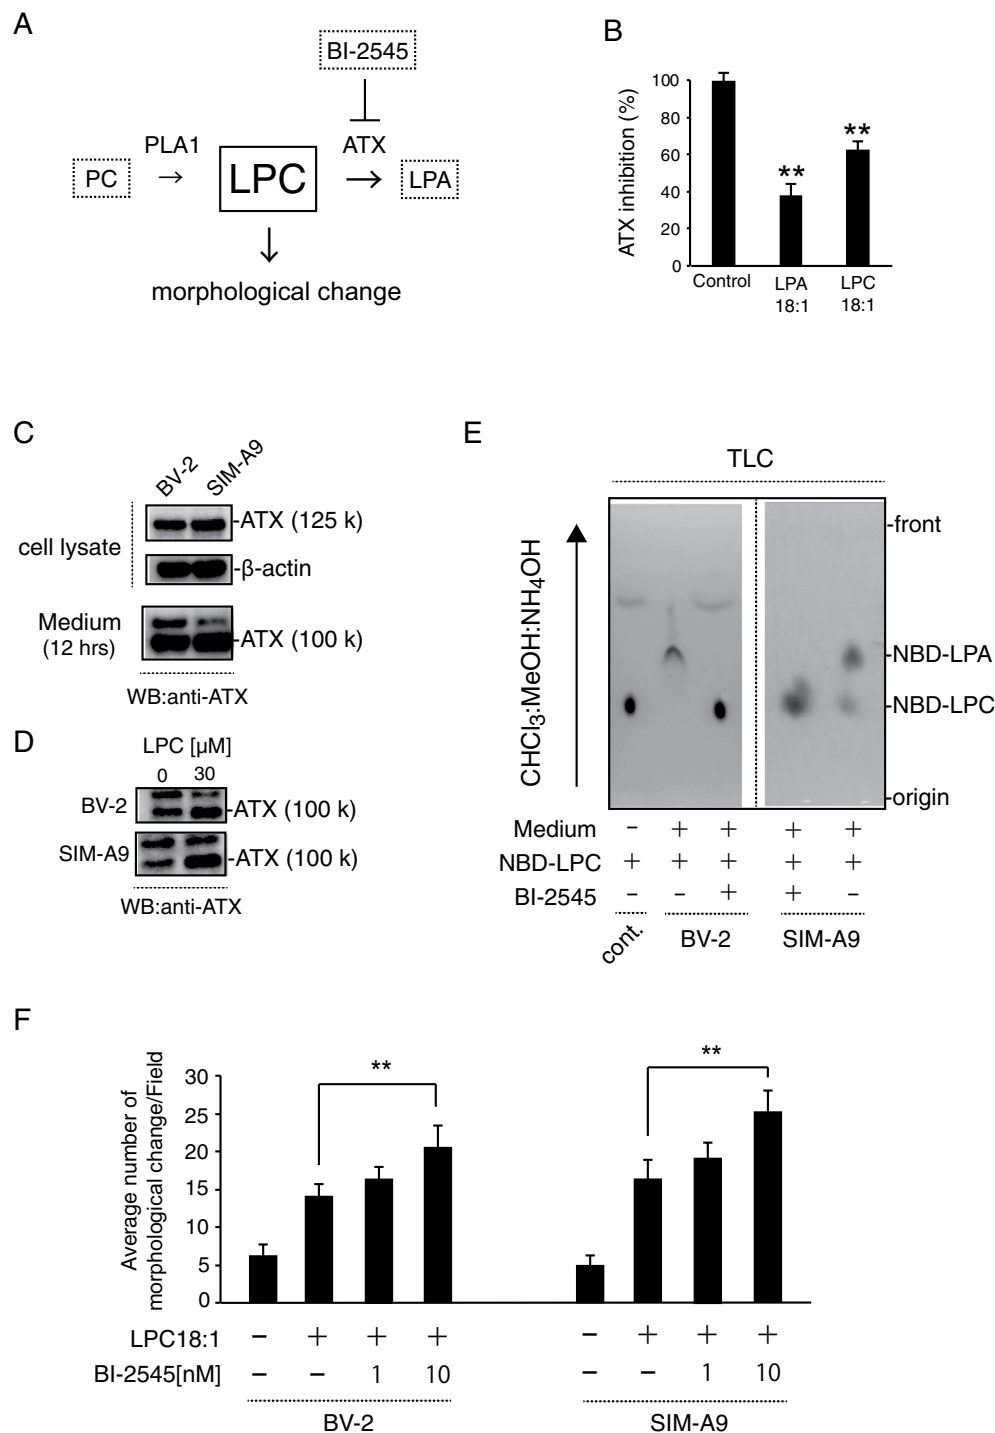 A
BI-2545
PLA1
ATX
PC
→
LPC
→
LPA
↓
morphological change
B
ATX inhibition (%)
100
80
60
40
20
0
**
**
Control
LPA
18:1
LPC
18:1
C
BV-2
SIM-A9
cell lysate
-ATX (125 k)
-β-actin
Medium
(12 hrs)
-ATX (100 k)
WB:anti-ATX
D
LPC [µM]
0 30
BV-2
-ATX (100 k)
SIM-A9
-ATX (100 k)
WB:anti-ATX
E
TLC
CHCl3:MeOH:NH4OH
-front
-NBD-LPA
-NBD-LPC
-origin
Medium − + + + +
NBD-LPC + + + + +
BI-2545 − − + + −
cont.
BV-2
SIM-A9
F
Average number of
morphological change/Field
30
25
20
15
10
5
0
**
**
LPC18:1 − + + + − + + +
BI-2545[nM] − − 1 10 − − 1 10
BV-2
SIM-A9